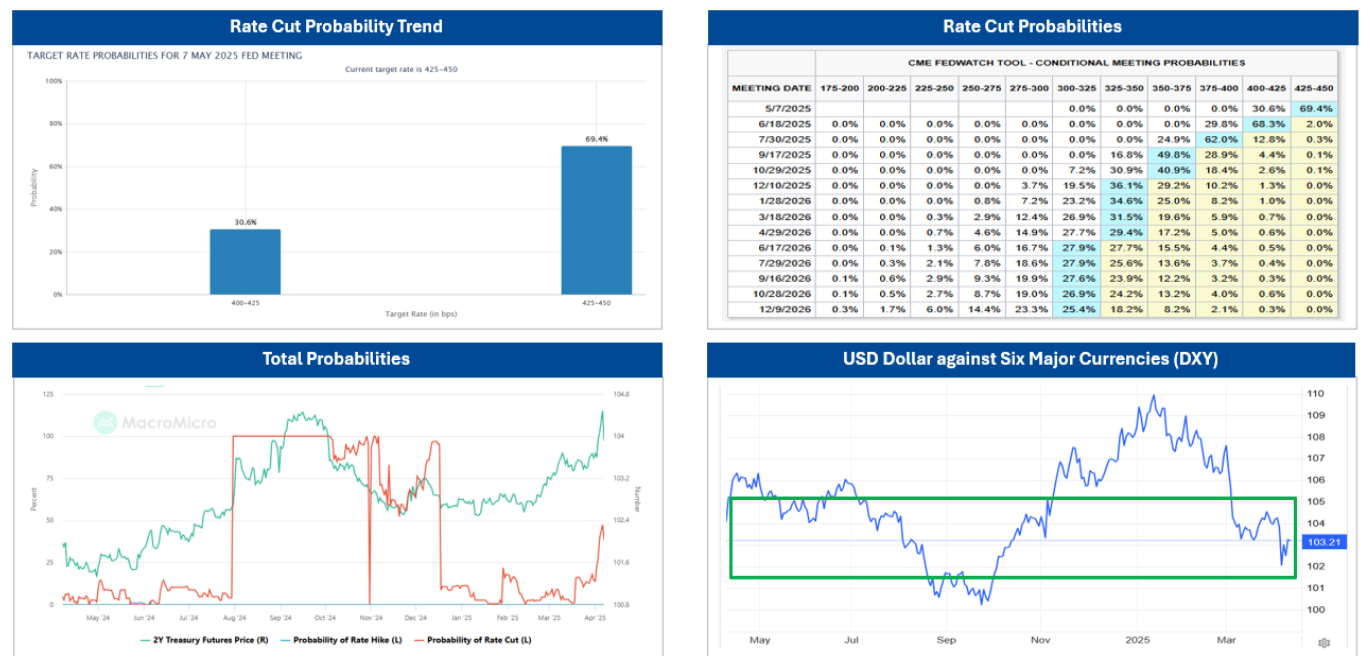 Rate Cut Probability Trend
TARGET RATE PROBABILITIES FOR 7 MAY 2025 FED MEETING
Current target rate is 425-450
100%
80%
60%
40%
20%
0%
Probability
30.6%
69.4%
400-425
425-450
Target Rate (in bps)
Rate Cut Probabilities
CME FEDWATCH TOOL - CONDITIONAL MEETING PROBABILITIES
MEETING DATE 175-200 200-225 225-250 250-275 275-300 300-325 325-350 350-375 375-400 400-425 425-450
5/7/2025 0.0% 0.0% 0.0% 0.0% 30.6% 69.4%
6/18/2025 0.0% 0.0% 0.0% 0.0% 0.0% 0.0% 0.0% 0.0% 29.8% 68.3% 2.0%
7/30/2025 0.0% 0.0% 0.0% 0.0% 0.0% 0.0% 0.0% 24.9% 62.0% 12.8% 0.3%
9/17/2025 0.0% 0.0% 0.0% 0.0% 0.0% 0.0% 16.8% 49.8% 28.9% 4.4% 0.1%
10/29/2025 0.0% 0.0% 0.0% 0.0% 0.0% 7.2% 30.9% 40.9% 18.4% 2.6% 0.1%
12/10/2025 0.0% 0.0% 0.0% 0.0% 3.7% 19.5% 36.1% 29.2% 10.2% 1.3% 0.0%
1/28/2026 0.0% 0.0% 0.0% 0.8% 7.2% 23.2% 34.6% 25.0% 8.2% 1.0% 0.0%
3/18/2026 0.0% 0.0% 0.3% 2.9% 12.4% 26.9% 31.5% 19.6% 5.9% 0.7% 0.0%
4/29/2026 0.0% 0.0% 0.7% 4.6% 14.9% 27.7% 29.4% 17.2% 5.0% 0.6% 0.0%
6/17/2026 0.0% 0.1% 1.3% 6.0% 16.7% 27.9% 27.7% 15.5% 4.4% 0.5% 0.0%
7/29/2026 0.0% 0.3% 2.1% 7.8% 18.6% 27.9% 25.6% 13.6% 3.7% 0.4% 0.0%
9/16/2026 0.1% 0.6% 2.9% 9.3% 19.9% 27.6% 23.9% 12.2% 3.2% 0.3% 0.0%
10/28/2026 0.1% 0.5% 2.7% 8.7% 19.0% 26.9% 24.2% 13.2% 4.0% 0.6% 0.0%
12/9/2026 0.3% 1.7% 6.0% 14.4% 23.3% 25.4% 18.2% 8.2% 2.1% 0.3% 0.0%
Total Probabilities
MacroMicro
125
100
75
50
25
0
Percent
104.8
104
103.2
102.4
101.6
100.8
Number
May '24 Jun '24 Jul '24 Aug '24 Sep '24 Oct '24 Nov '24 Dec '24 Jan '25 Feb '25 Mar '25 Apr '25
2Y Treasury Futures Price (R) Probability of Rate Hike (L) Probability of Rate Cut (L)
USD Dollar against Six Major Currencies (DXY)
110
109
108
107
106
105
104
103.21
102
101
100
May Jul Sep Nov 2025 Mar